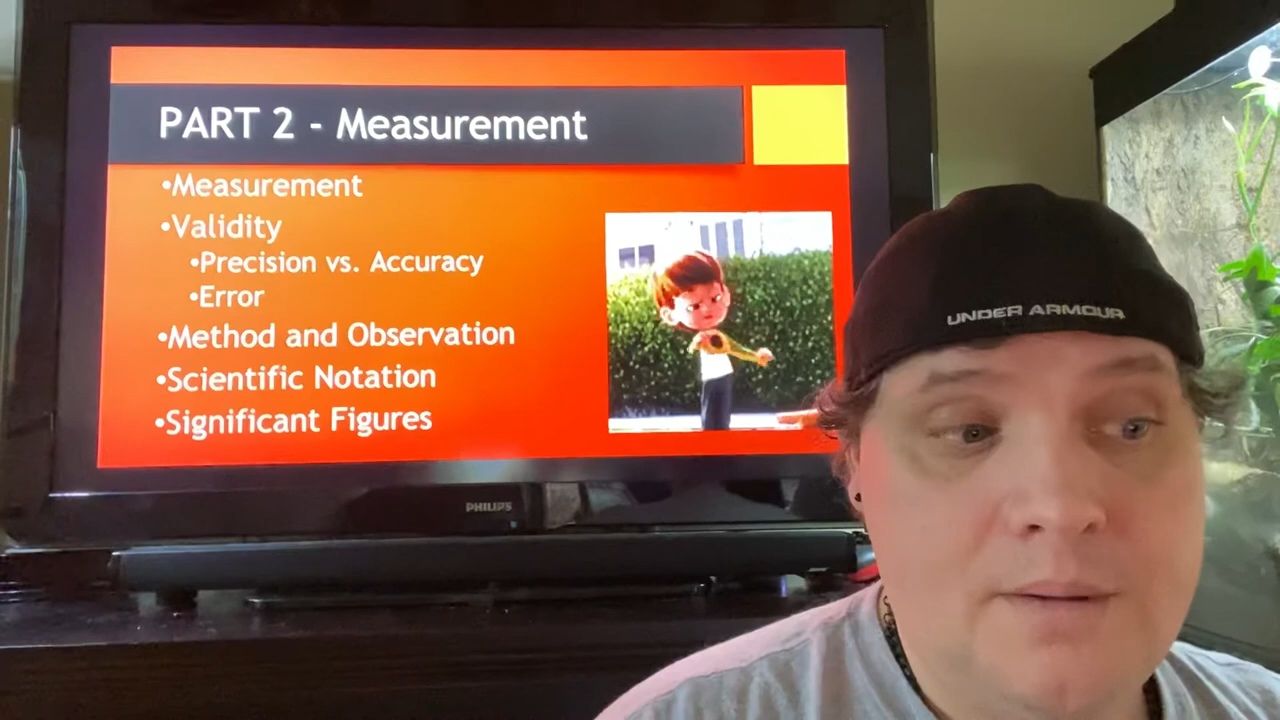 PART 2 - Measurement
•Measurement
•Validity
•Precision vs. Accuracy
•Error
•Method and Observation
•Scientific Notation
•Significant Figures
PHILIPS
UNDER ARMOUR